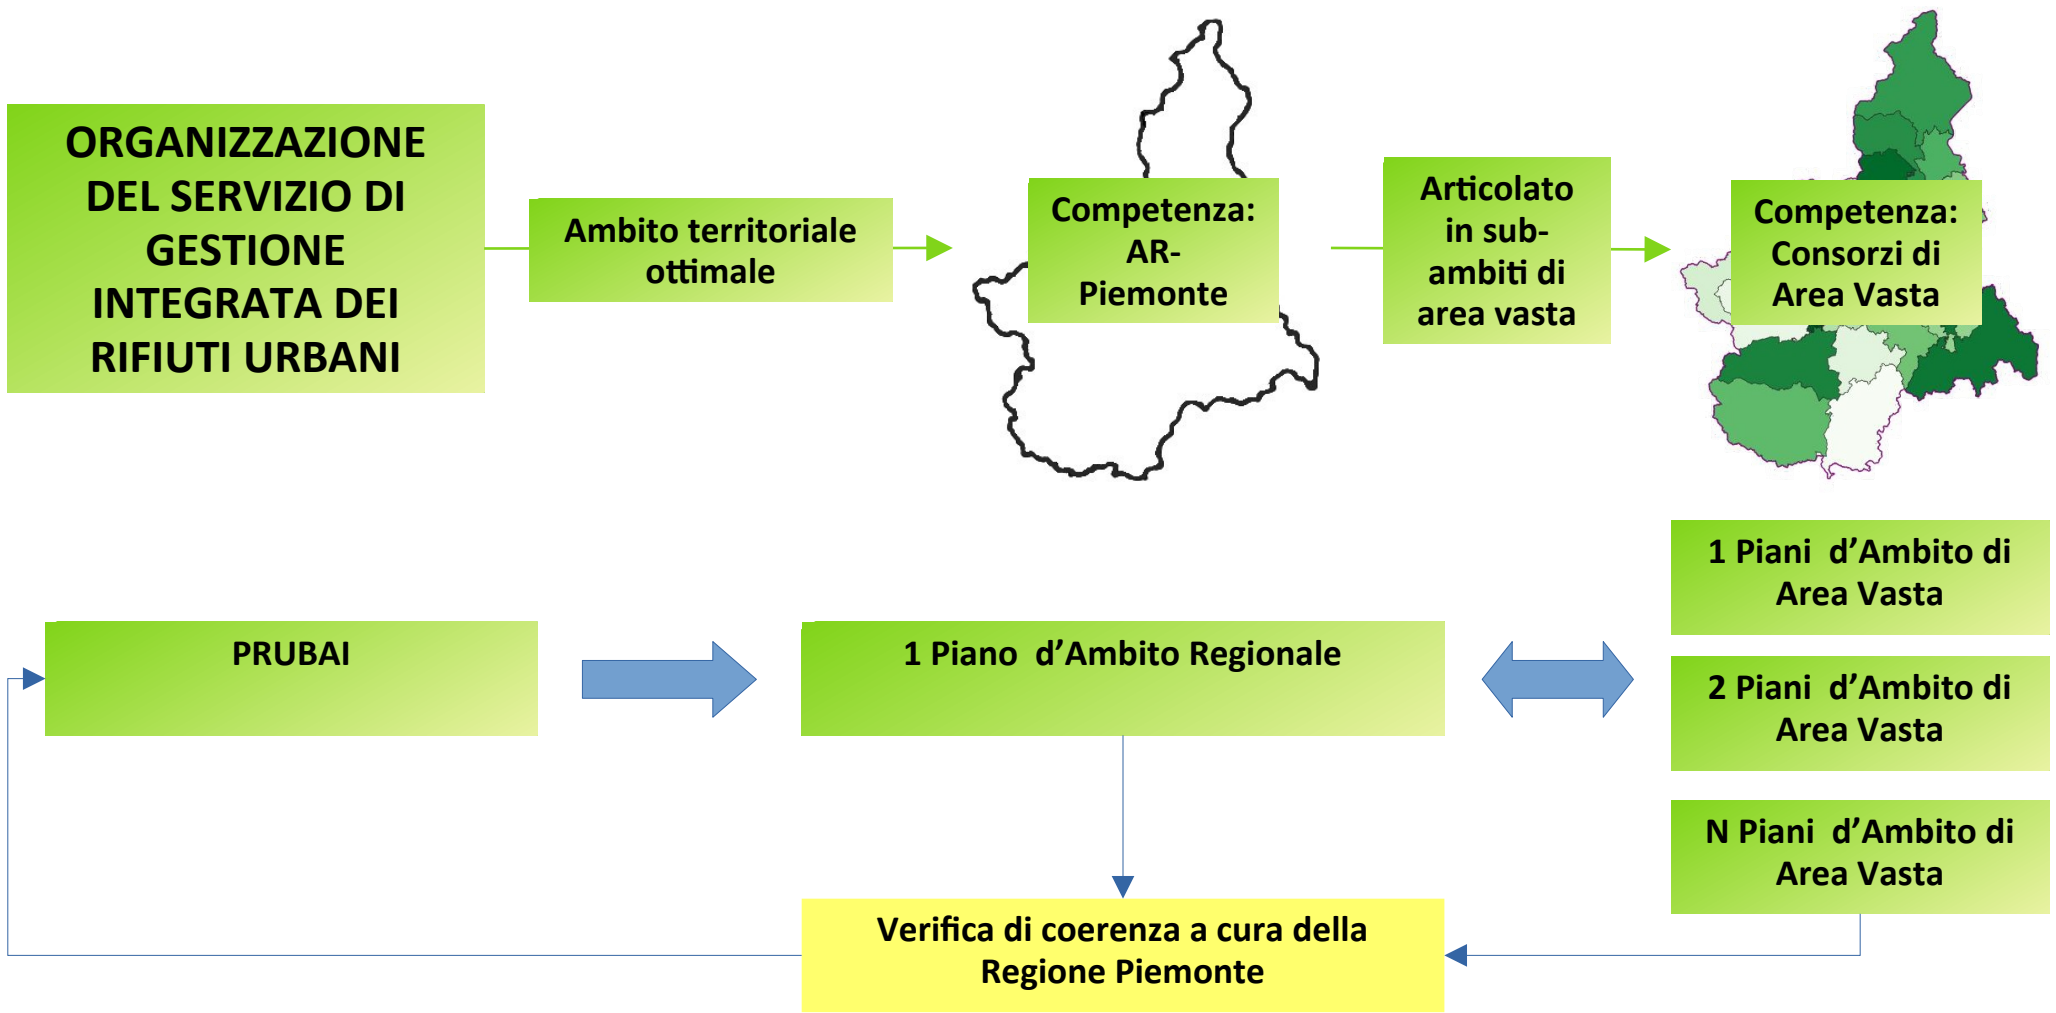 ORGANIZZAZIONE
DEL SERVIZIO DI
GESTIONE
INTEGRATA DEI
RIFIUTI URBANI
Ambito territoriale
ottimale
Competenza:
AR-
Piemonte
Articolato
in sub-
ambiti di
area vasta
Competenza:
Consorzi di
Area Vasta
PRUBAI
1 Piano  d’Ambito Regionale
1 Piani  d’Ambito di
Area Vasta
2 Piani  d’Ambito di
Area Vasta
N Piani  d’Ambito di
Area Vasta
Verifica di coerenza a cura della
Regione Piemonte